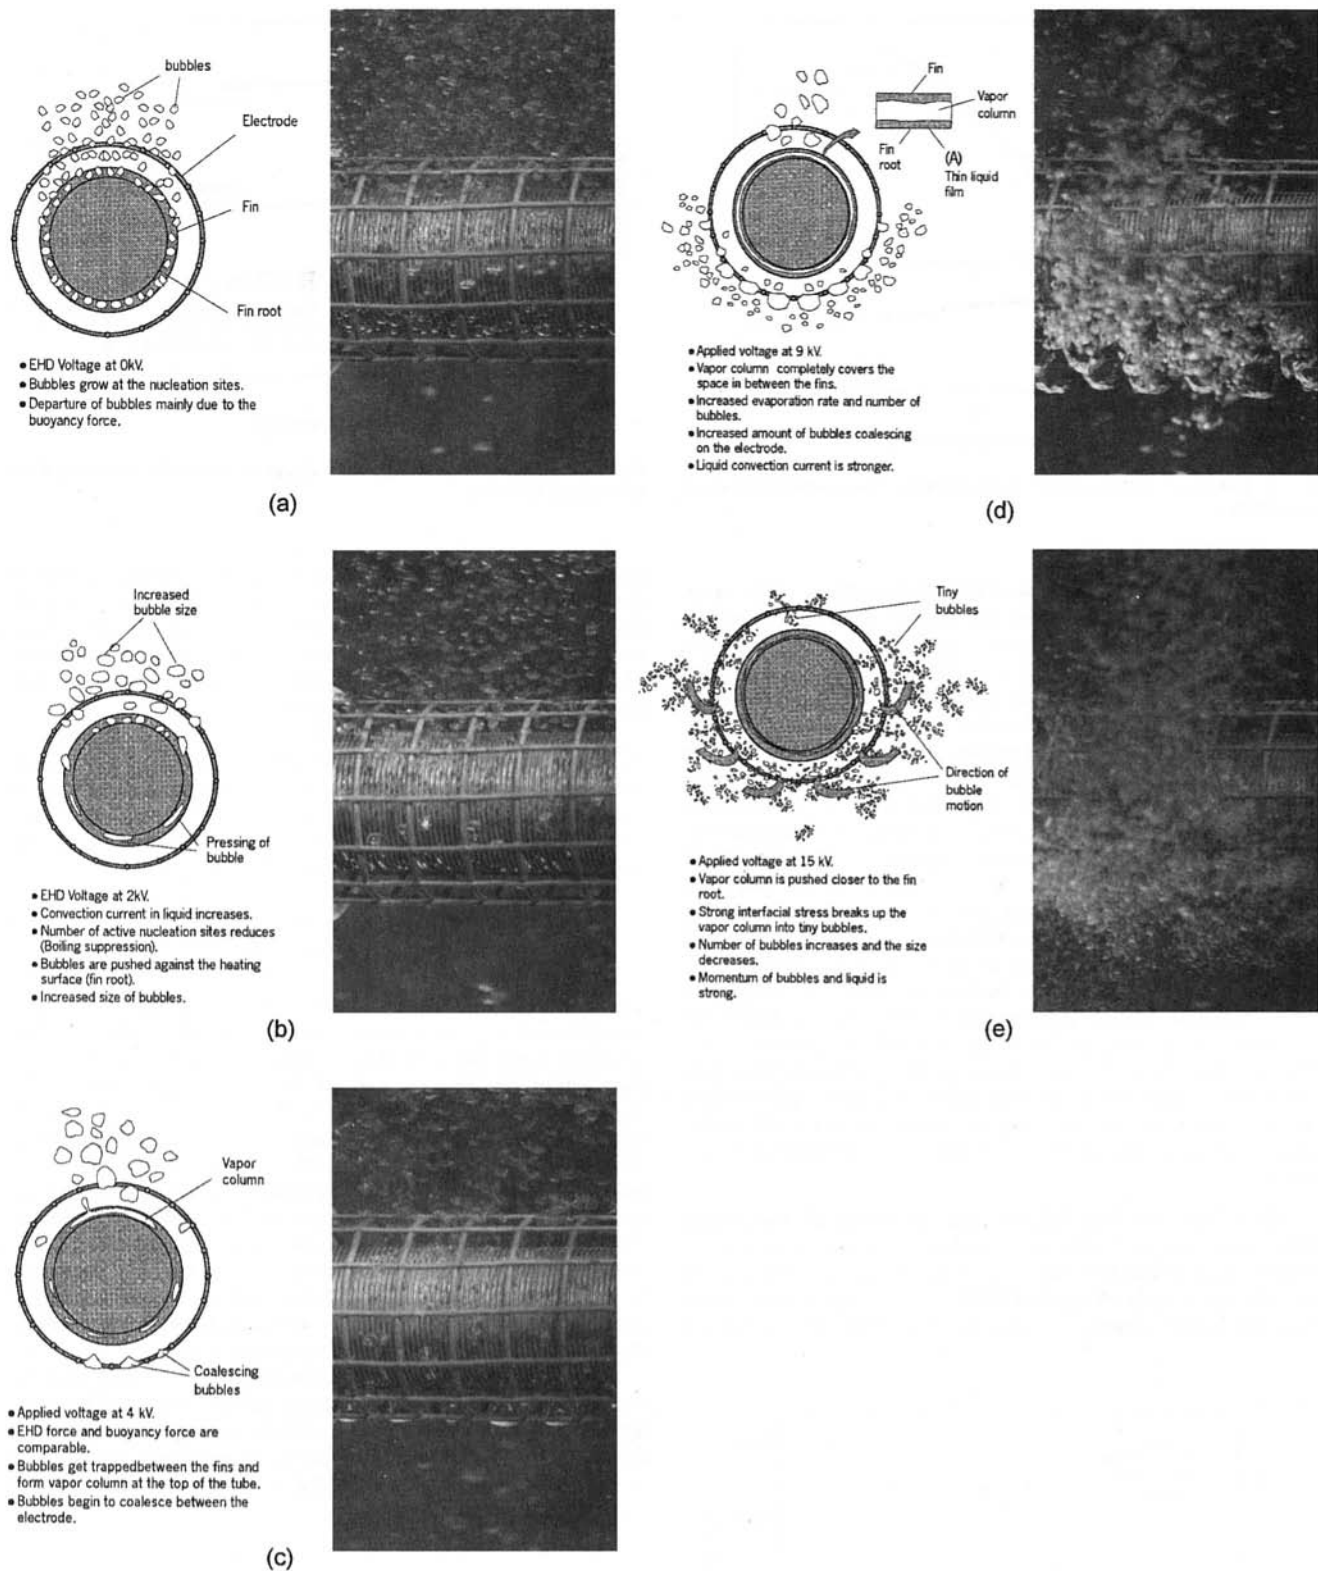 bubbles
Electrode
Fin
Fin root
• EHD Voltage at 0kV.
• Bubbles grow at the nucleation sites.
• Departure of bubbles mainly due to the
buoyancy force.
(a)
Increased
bubble size
Pressing of
bubble
• EHD Voltage at 2kV.
• Convection current in liquid increases.
• Number of active nucleation sites reduces
(Boiling suppression).
• Bubbles are pushed against the heating
surface (fin root).
• Increased size of bubbles.
(b)
Vapor
column
Coalescing
bubbles
• Applied voltage at 4 kV.
• EHD force and buoyancy force are
comparable.
• Bubbles get trappedbetween the fins and
form vapor column at the top of the tube.
• Bubbles begin to coalesce between the
electrode.
(c)
Fin
Vapor
column
Fin
root
(A)
Thin liquid
film
• Applied voltage at 9 kV.
• Vapor column completely covers the
space in between the fins.
• Increased evaporation rate and number of
bubbles.
• Increased amount of bubbles coalescing
on the electrode.
• Liquid convection current is stronger.
(d)
Tiny
bubbles
Direction of
bubble
motion
• Applied voltage at 15 kV.
• Vapor column is pushed closer to the fin
root.
• Strong interfacial stress breaks up the
vapor column into tiny bubbles.
• Number of bubbles increases and the size
decreases.
• Momentum of bubbles and liquid is
strong.
(e)